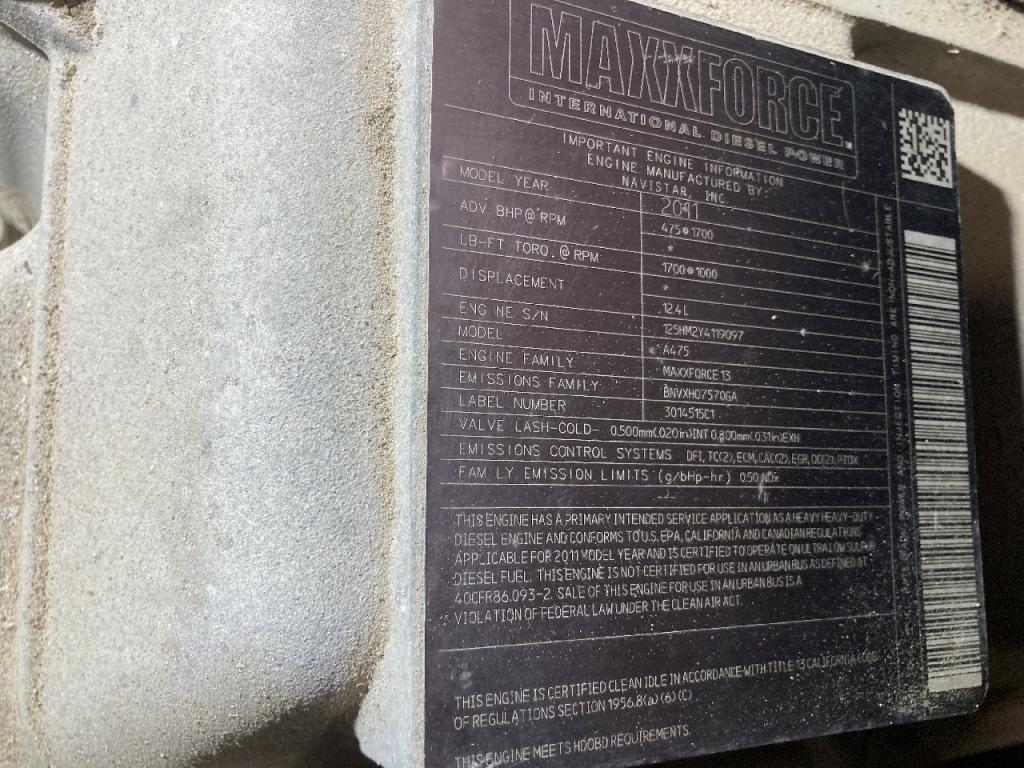 MAXXFORCE
INTERNATIONAL DIESEL POWER
IMPORTANT ENGINE INFORMATION
ENGINE MANUFACTURED BY:
NAVISTAR, INC.
MODEL YEAR 2011
ADV BHP@RPM 475@1700
*
LB-FT TORQ.@RPM 1700@1000
*
DISPLACEMENT 12.4L
ENGINE S/N 125HM2Y4119097
MODEL A475
ENGINE FAMILY MAXXFORCE 13
EMISSIONS FAMILY BNVXH07570GA
LABEL NUMBER 3014515C1
VALVE LASH-COLD- 0.500mm(.020in)INT 0.800mm(.031in)EXH
EMISSIONS CONTROL SYSTEMS DFI, TC(2), ECM, CAC(2), EGR, OC(2), PTOX
FAMILY EMISSION LIMITS (g/bHp-hr.) 0.50 NOx
THIS ENGINE HAS A PRIMARY INTENDED SERVICE APPLICATION AS A HEAVY HEAVY-DUTY
DIESEL ENGINE AND CONFORMS TO U.S. EPA, CALIFORNIA AND CANADIAN REGULATIONS
APPLICABLE FOR 2011 MODEL YEAR AND IS CERTIFIED TO OPERATE ON ULTRA LOW SULFUR
DIESEL FUEL. THIS ENGINE IS NOT CERTIFIED FOR USE IN AN URBAN BUS AS DEFINED AT
40CFR86.093-2. SALE OF THIS ENGINE FOR USE IN AN URBAN BUS IS A
VIOLATION OF FEDERAL LAW UNDER THE CLEAN AIR ACT.
THIS ENGINE IS CERTIFIED CLEAN IDLE IN ACCORDANCE WITH TITLE 13 CALIFORNIA CODE
OF REGULATIONS SECTION 1956.8(a)(6)(C)
THIS ENGINE MEETS HDOBD REQUIREMENTS.
AND INJECTION TIMING ARE NON-ADJUSTABLE